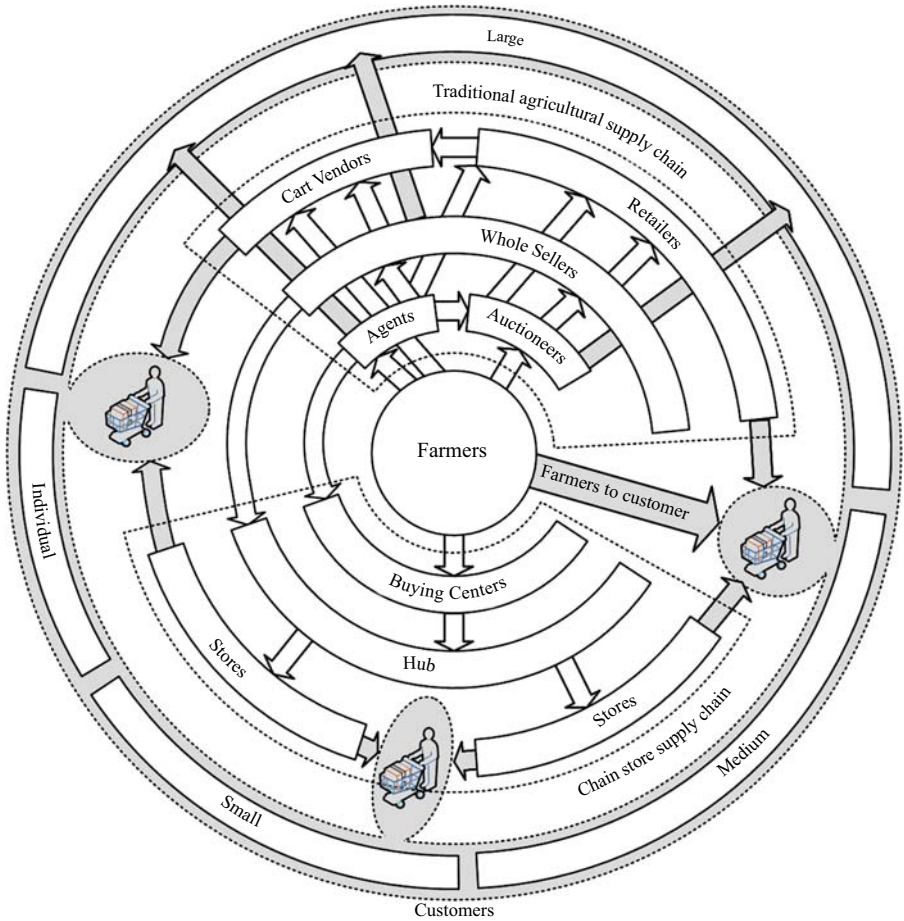 Large
Traditional agricultural supply chain
Cart Vendors
Retailers
Whole Sellers
Agents
Auctioneers
Farmers
Farmers to customer
Individual
Buying Centers
Hub
Stores
Stores
Chain store supply chain
Medium
Small
Customers